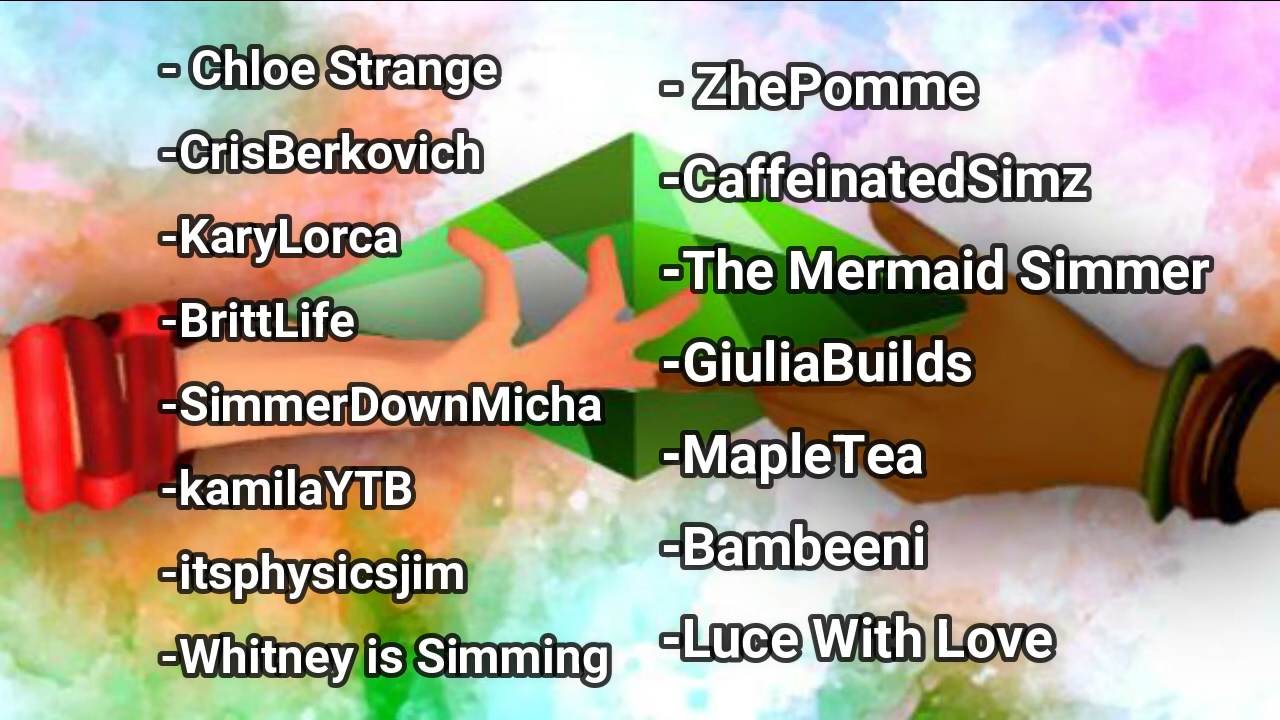 - Chloe Strange
-CrisBerkovich
-KaryLorca
-BrittLife
-SimmerDownMicha
-kamilaYTB
-itsphysicsjim
-Whitney is Simming
- ZhePomme
-CaffeinatedSimz
-The Mermaid Simmer
-GiuliaBuilds
-MapleTea
-Bambeeni
-Luce With Love